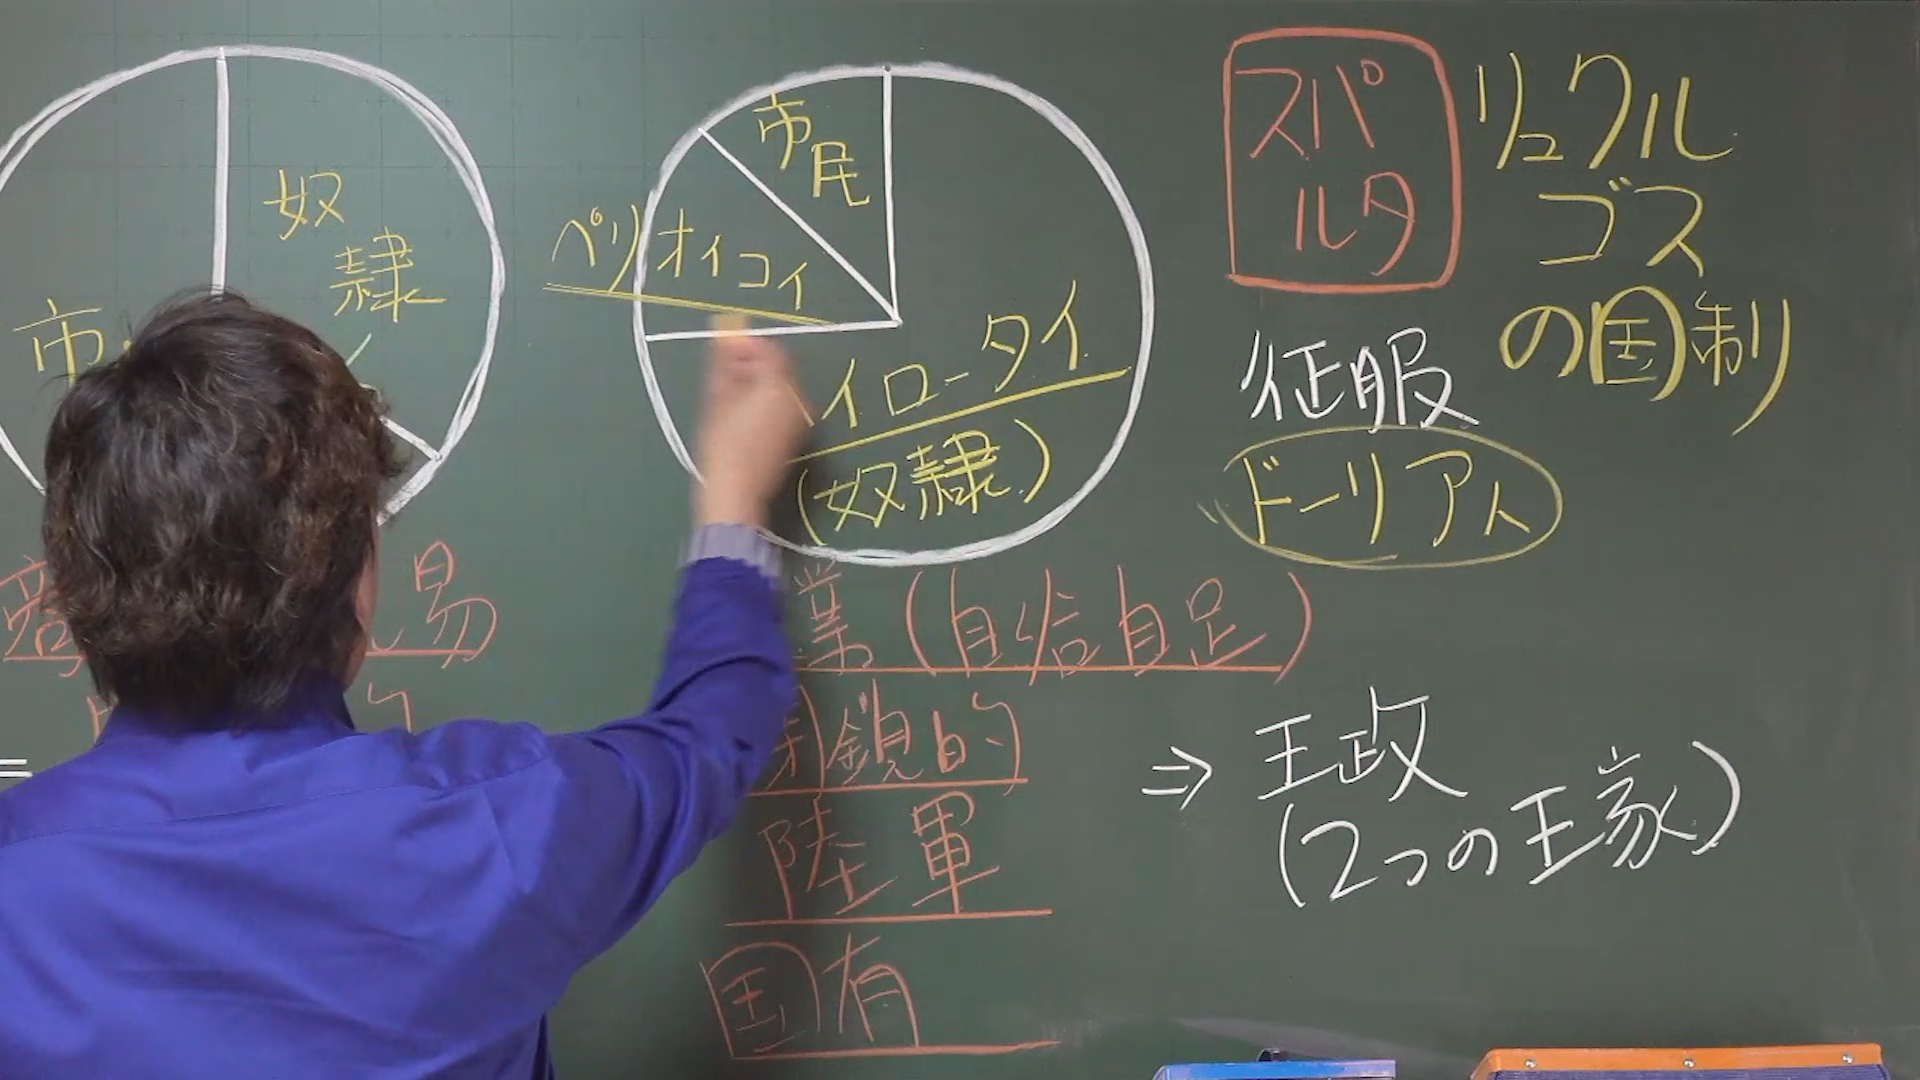 奴
隷
市
易
市
民
ペリオイコイ
イロータイ
(奴隷)
業(自給自足)
鎖的
陸軍
国有
スパ
ルタ
リュクル
ゴス
の国制
征服
ドーリア人
⇒王政
(2つの王家)